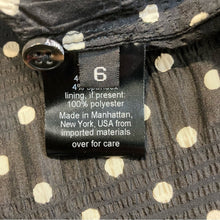 6
4% spandex
lining, if present:
100% polyester
Made in Manhattan,
New York, USA from
imported materials
over for care